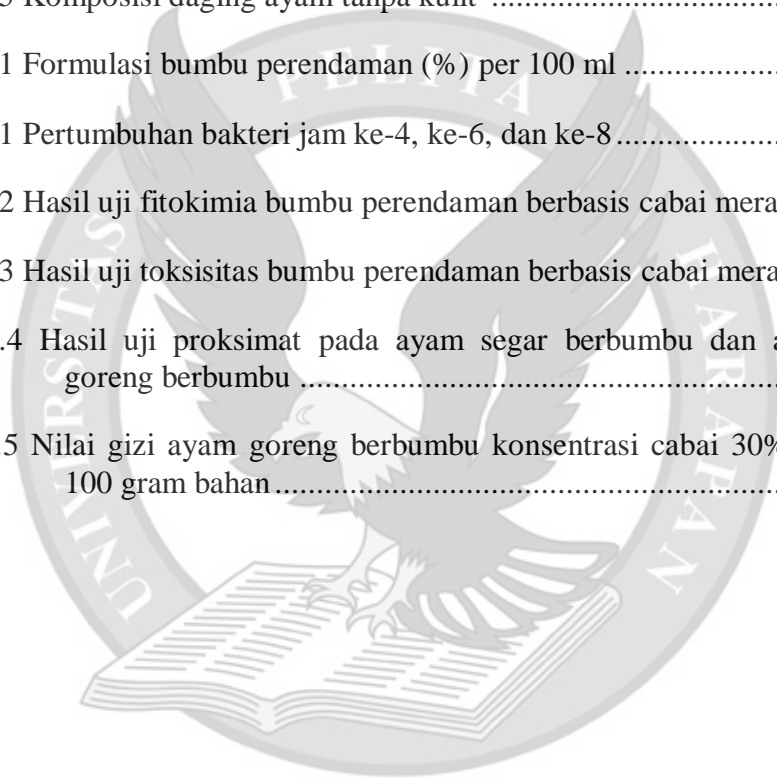 5 Komposisi daging ayam tanpa kulit ....................................
1 Formulasi bumbu perendaman (%) per 100 ml ....................
1 Pertumbuhan bakteri jam ke-4, ke-6, dan ke-8 .....................
2 Hasil uji fitokimia bumbu perendaman berbasis cabai mera
3 Hasil uji toksisitas bumbu perendaman berbasis cabai mera
.4 Hasil uji proksimat pada ayam segar berbumbu dan a
goreng berbumbu ................................................................
.5 Nilai gizi ayam goreng berbumbu konsentrasi cabai 30%
100 gram bahan ...................................................................
UNIVERSITAS PELITA HARAPAN